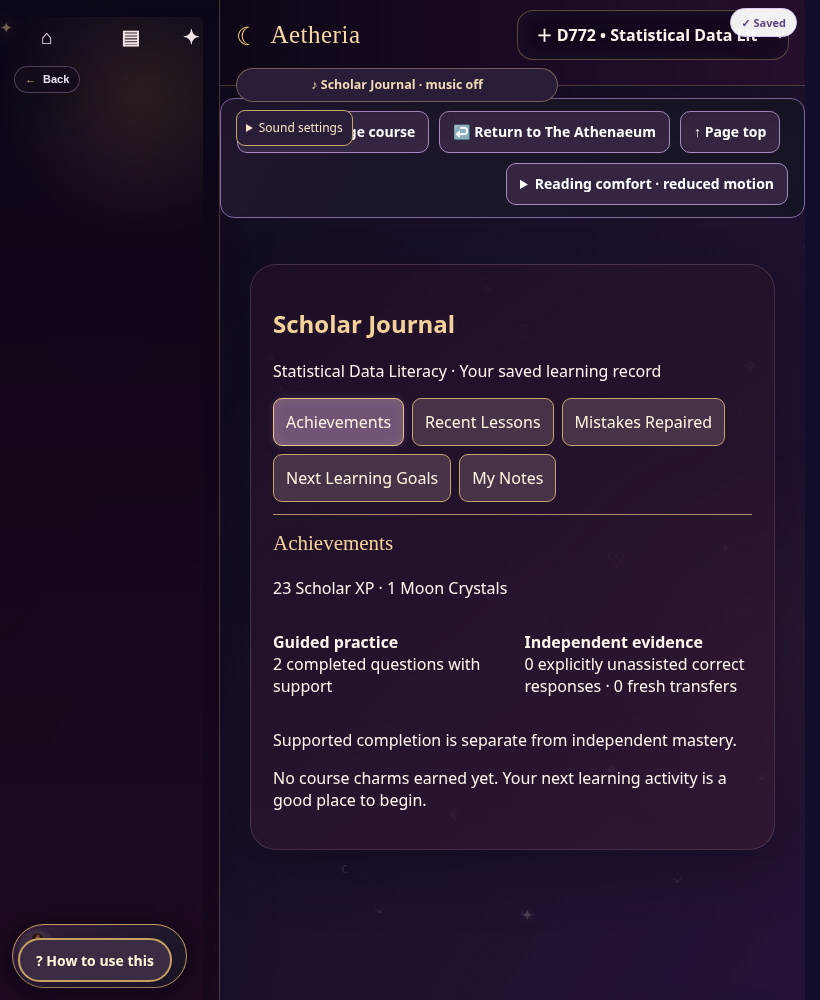 ← Back
Aetheria
D772 • Statistical Data Lit
✓ Saved
♪ Scholar Journal · music off
▶ Sound settings
ge course
↩ Return to The Athenaeum
↑ Page top
▶ Reading comfort · reduced motion
Scholar Journal
Statistical Data Literacy · Your saved learning record
Achievements
Recent Lessons
Mistakes Repaired
Next Learning Goals
My Notes
Achievements
23 Scholar XP · 1 Moon Crystals
Guided practice
2 completed questions with
support
Independent evidence
0 explicitly unassisted correct
responses · 0 fresh transfers
Supported completion is separate from independent mastery.
No course charms earned yet. Your next learning activity is a
good place to begin.
? How to use this